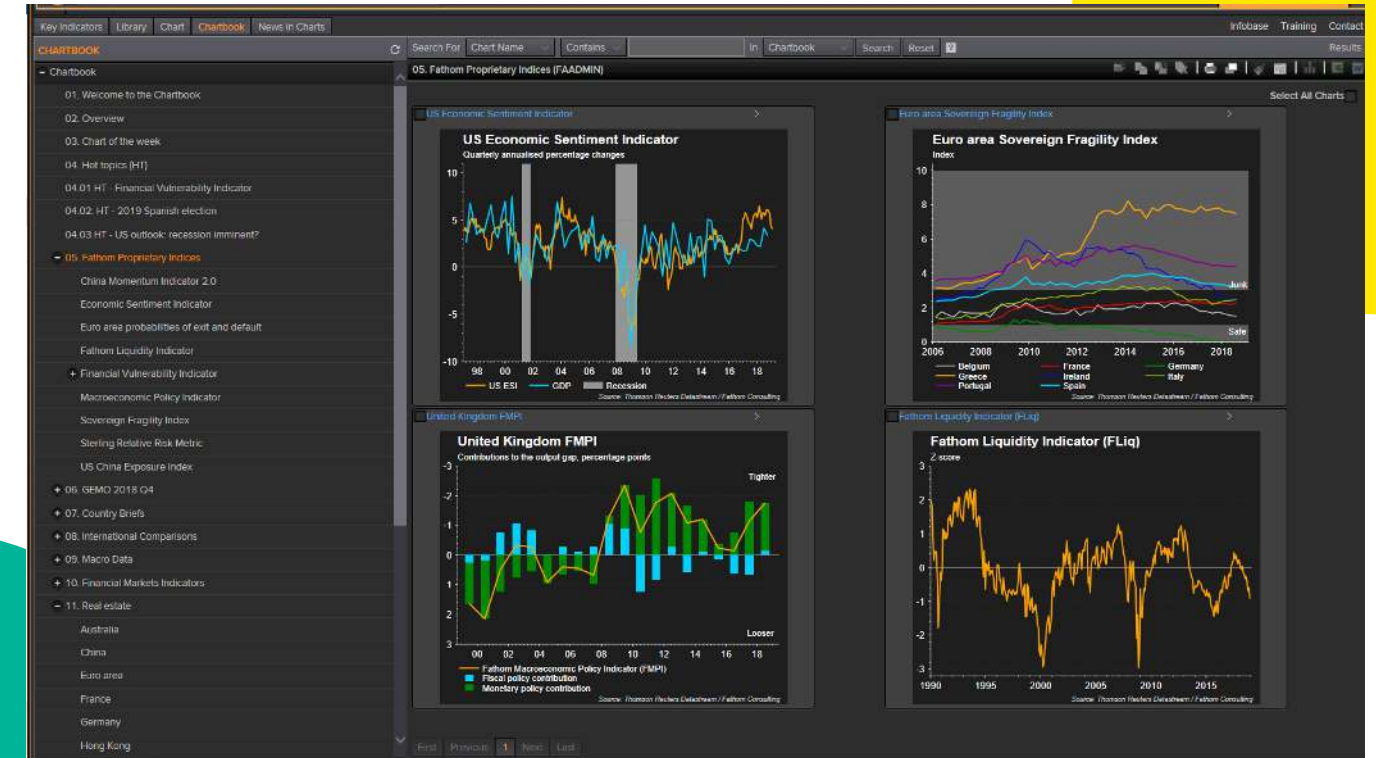 Key Indicators Library Chart Chartbook News in Charts
Infobase Training Contact
CHARTBOOK
Search For Chart Name Contains In Chartbook Search Reset
Results
Chartbook
05. Fathom Proprietary Indices (FAADMIN)
Select All Charts
01. Welcome to the Chartbook
02. Overview
03. Chart of the week
04. Hot topics (HT)
04.01 HT - Financial Vulnerability Indicator
04.02. HT - 2019 Spanish election
04.03 HT - US outlook: recession imminent?
05. Fathom Proprietary Indices
China Momentum Indicator 2.0
Economic Sentiment Indicator
Euro area probabilities of exit and default
Fathom Liquidity Indicator
Financial Vulnerability Indicator
Macroeconomic Policy Indicator
Sovereign Fragility Index
Sterling Relative Risk Metric
US China Exposure Index
06. GEMO 2018 Q4
07. Country Briefs
08. International Comparisons
09. Macro Data
10. Financial Markets Indicators
11. Real estate
Australia
China
Euro area
France
Germany
Hong Kong
US Economic Sentiment Indicator
US Economic Sentiment Indicator
Quarterly annualised percentage changes
10
5
0
-5
-10
98 00 02 04 06 08 10 12 14 16 18
US ESI GDP Recession
Source: Thomson Reuters Datastream / Fathom Consulting
Euro area Sovereign Fragility Index
Euro area Sovereign Fragility Index
Index
10
8
6
4
Junk
2
Safe
0
2006 2008 2010 2012 2014 2016 2018
Belgium France Germany
Greece Ireland Italy
Portugal Spain
Source: Thomson Reuters Datastream / Fathom Consulting
United Kingdom FMPI
United Kingdom FMPI
Contributions to the output gap, percentage points
-3
Tighter
-2
-1
0
1
2
Looser
3
00 02 04 06 08 10 12 14 16 18
Fathom Macroeconomic Policy Indicator (FMPI)
Fiscal policy contribution
Monetary policy contribution
Source: Thomson Reuters Datastream / Fathom Consulting
Fathom Liquidity Indicator (FLiq)
Fathom Liquidity Indicator (FLiq)
Z-score
3
2
1
0
-1
-2
-3
1990 1995 2000 2005 2010 2015
Source: Thomson Reuters Datastream / Fathom Consulting
First Previous 1 Next Last